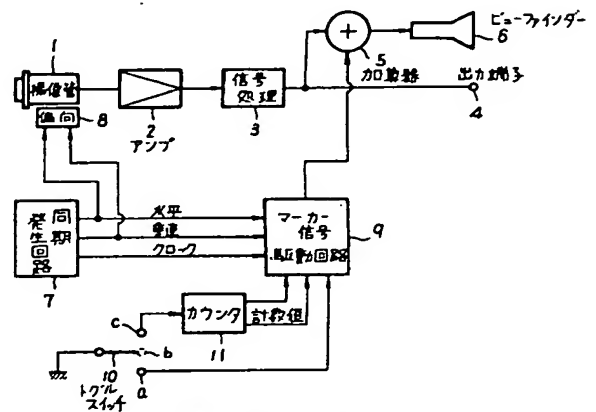 ビューファインダー
6
5
加算器
出力端子
4
1
撮像管
偏向
8
2
アンプ
信号
処理
3
同期
発生
回路
7
水平
垂直
クロック
マーカー
信号
駆動回路
9
カウンタ
11
計数値
c
b
a
10
トグル
スイッチ